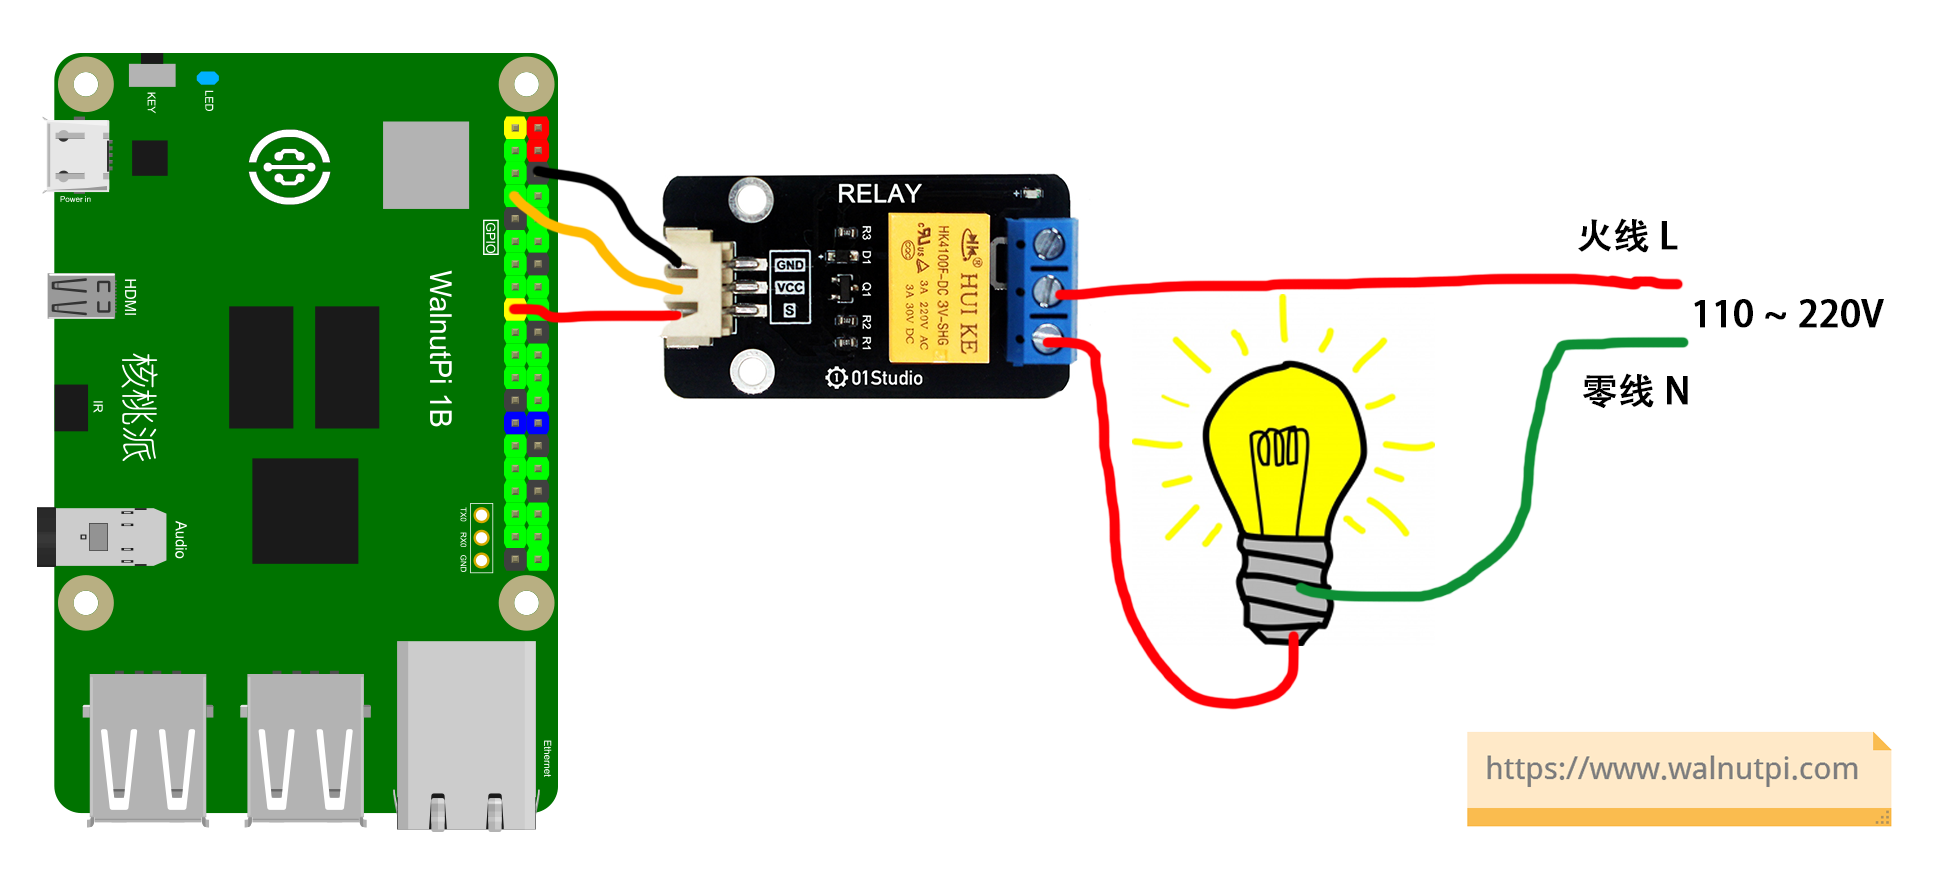 KEY
LED
Power in
GPIO
HDMI
WalnutPi 1B
核桃派
IR
Audio
TX0
RX0
GND
Ethernet
RELAY
R3
D1
Q1
R2
R1
GND
VCC
S
HUI KE
HK4100F-DC 3V-SHG
3A 220V AC
3A 30V DC
01Studio
火线 L
110 ~ 220V
零线 N
https://www.walnutpi.com